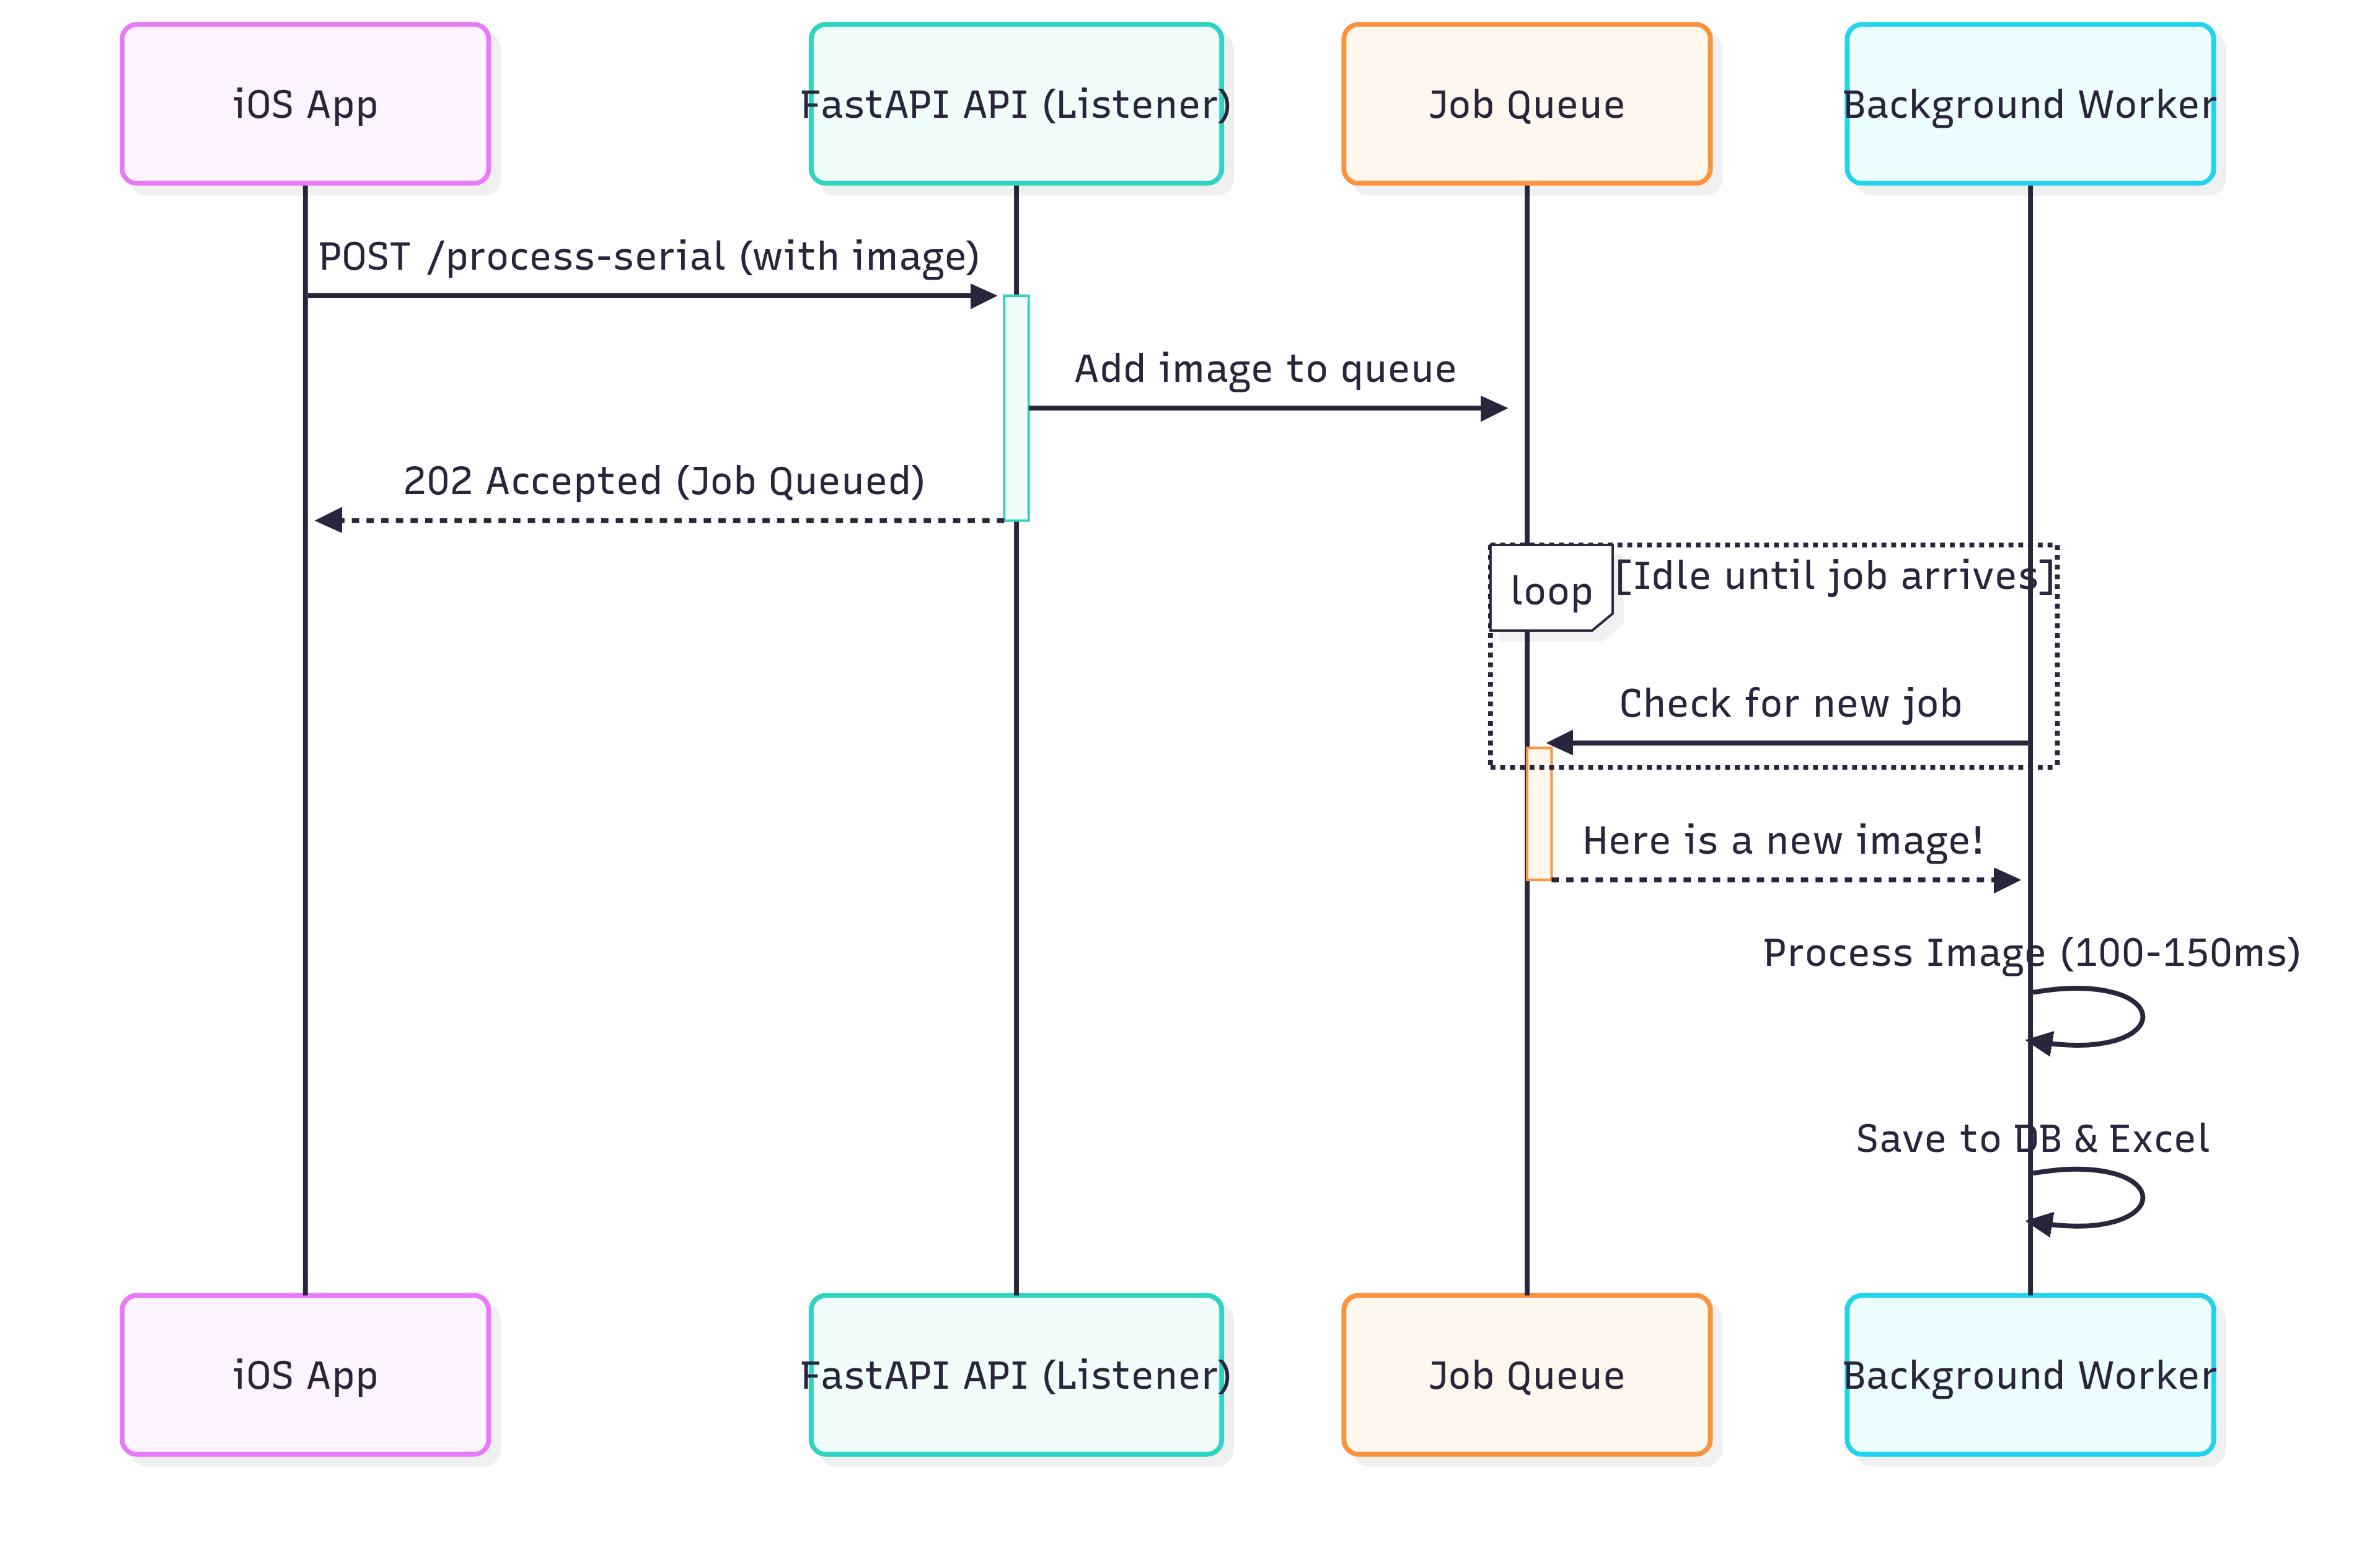 iOS App
FastAPI API (Listener)
Job Queue
Background Worker
POST /process-serial (with image)
Add image to queue
202 Accepted (Job Queued)
loop
[Idle until job arrives]
Check for new job
Here is a new image!
Process Image (100-150ms)
Save to DB & Excel
iOS App
FastAPI API (Listener)
Job Queue
Background Worker